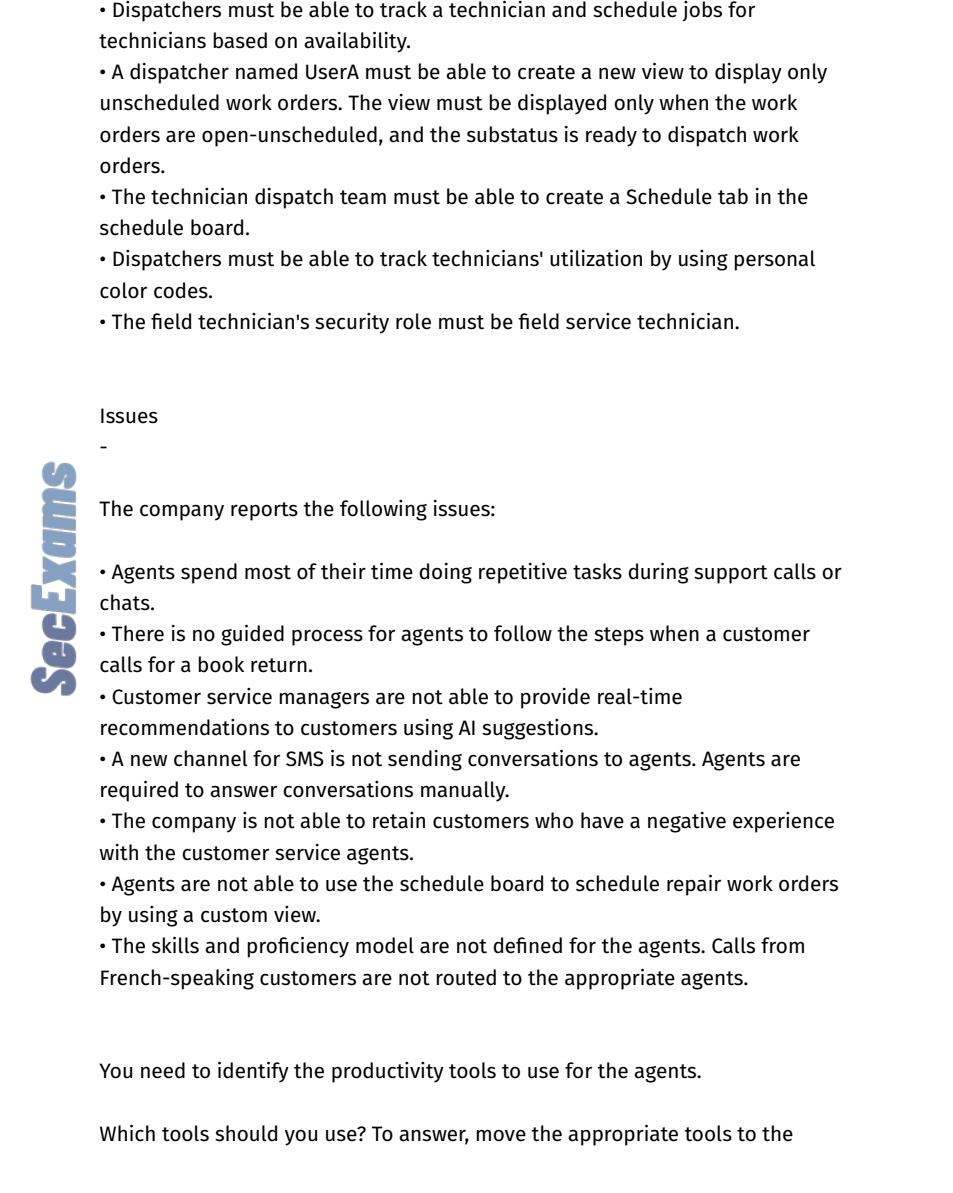 • Dispatchers must be able to track a technician and schedule jobs for
technicians based on availability.
• A dispatcher named UserA must be able to create a new view to display only
unscheduled work orders. The view must be displayed only when the work
orders are open-unscheduled, and the substatus is ready to dispatch work
orders.
• The technician dispatch team must be able to create a Schedule tab in the
schedule board.
• Dispatchers must be able to track technicians' utilization by using personal
color codes.
• The field technician's security role must be field service technician.
Issues
-
The company reports the following issues:
• Agents spend most of their time doing repetitive tasks during support calls or
chats.
• There is no guided process for agents to follow the steps when a customer
calls for a book return.
• Customer service managers are not able to provide real-time
recommendations to customers using AI suggestions.
• A new channel for SMS is not sending conversations to agents. Agents are
required to answer conversations manually.
• The company is not able to retain customers who have a negative experience
with the customer service agents.
• Agents are not able to use the schedule board to schedule repair work orders
by using a custom view.
• The skills and proficiency model are not defined for the agents. Calls from
French-speaking customers are not routed to the appropriate agents.
You need to identify the productivity tools to use for the agents.
Which tools should you use? To answer, move the appropriate tools to the
SecExams